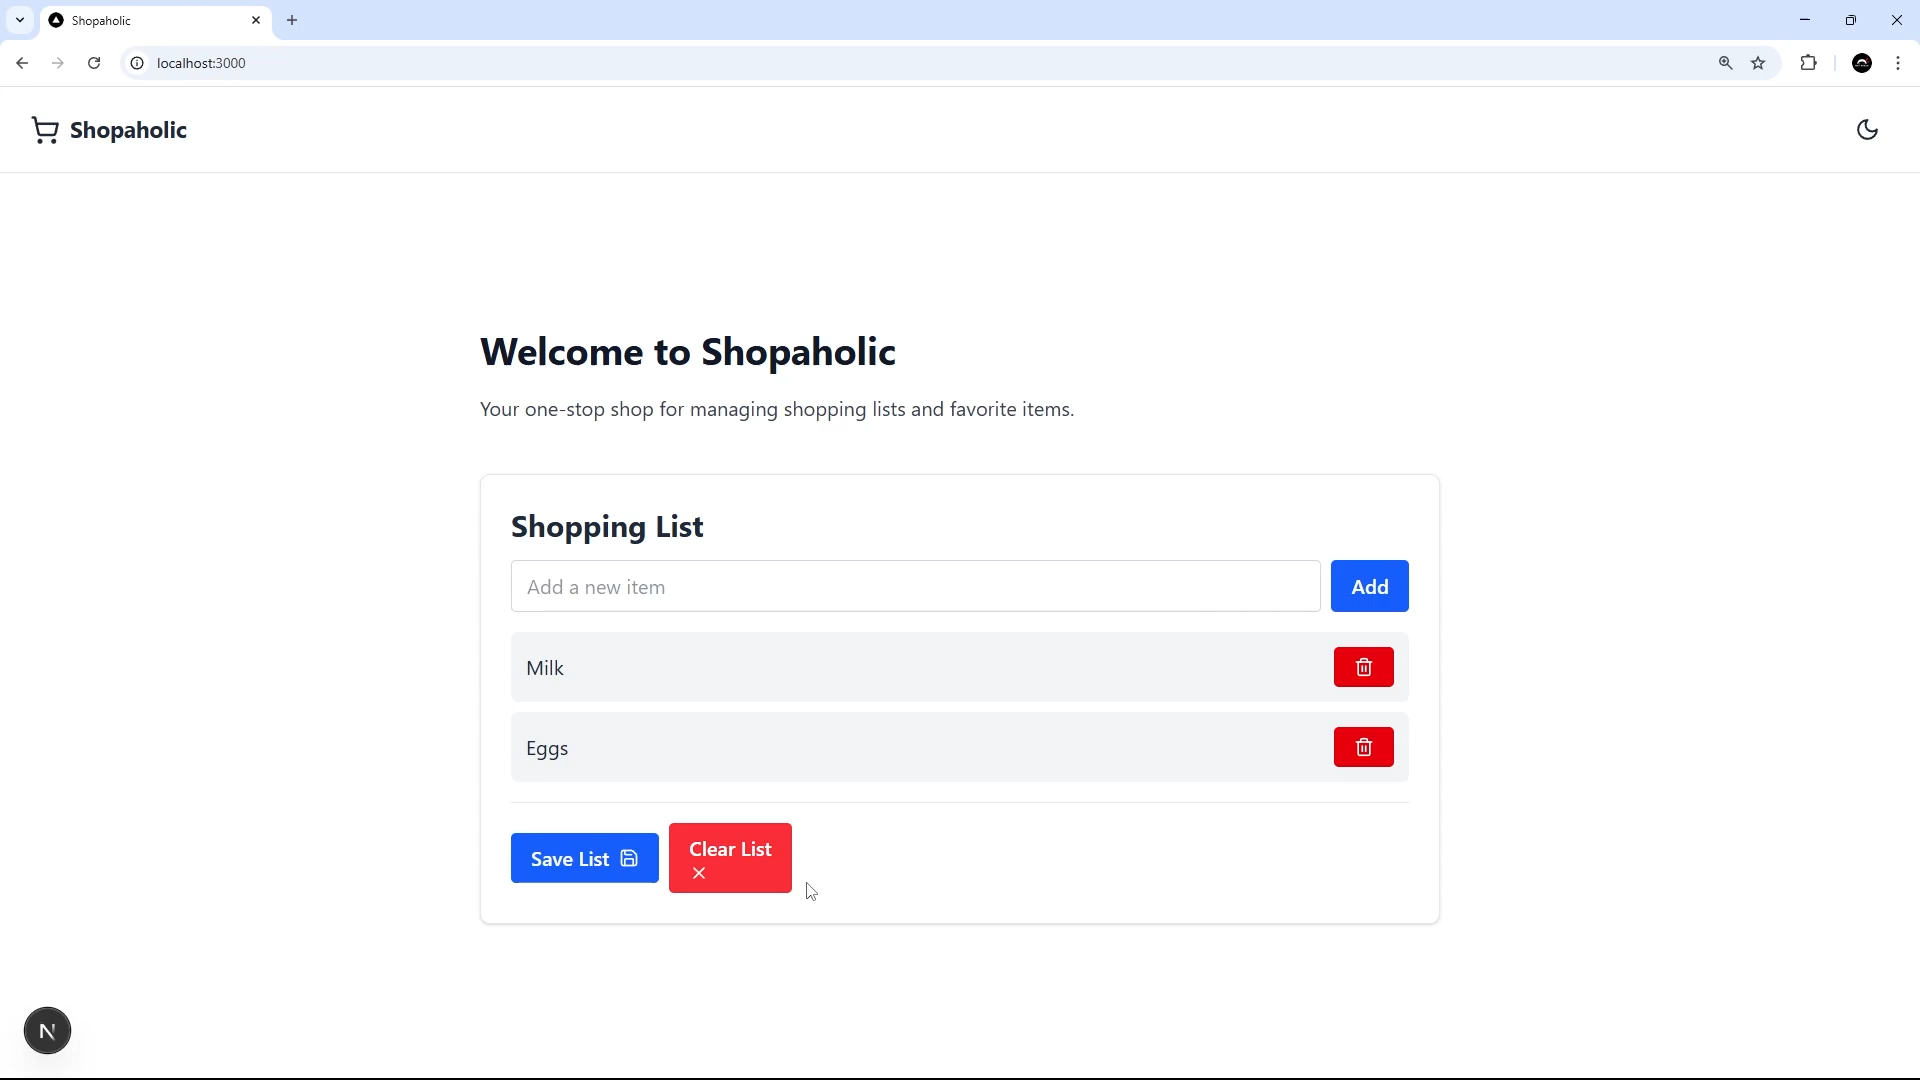 Shopaholic
localhost:3000
Shopaholic
Welcome to Shopaholic
Your one-stop shop for managing shopping lists and favorite items.
Shopping List
Add a new item
Add
Milk
Eggs
Save List
Clear List
N